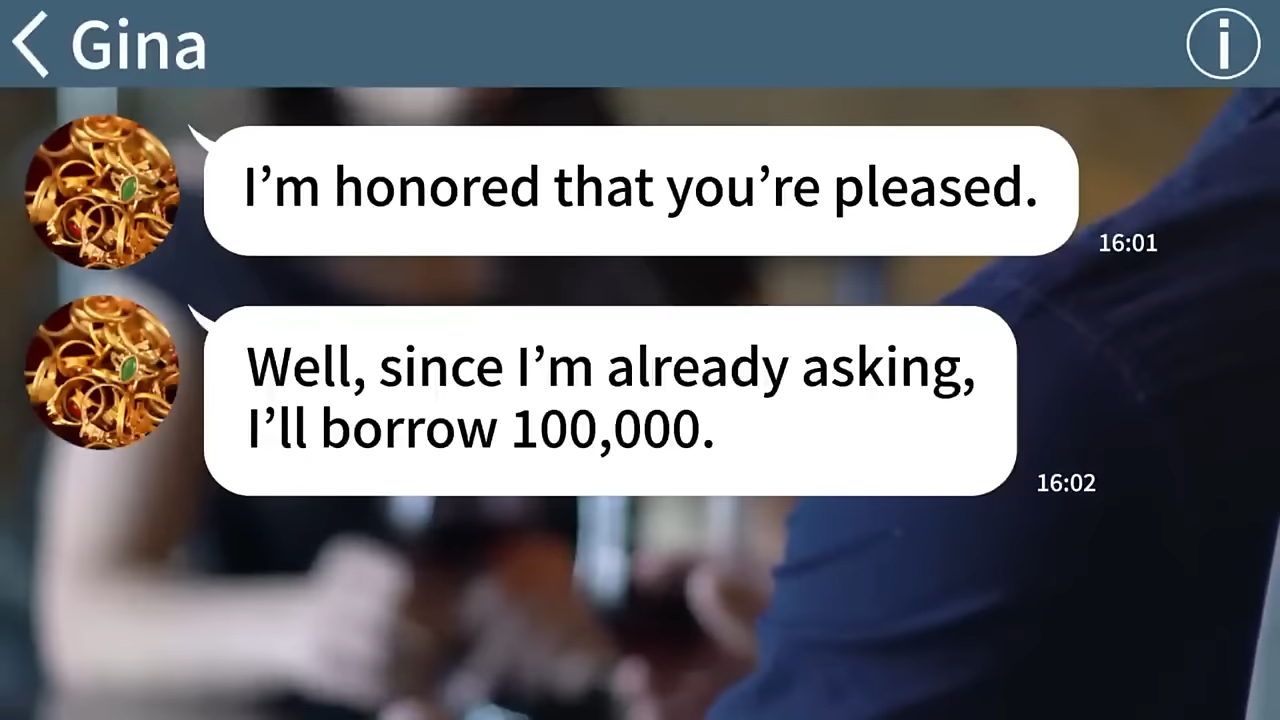 Gina
I’m honored that you’re pleased.
16:01
Well, since I’m already asking,
I’ll borrow 100,000.
16:02